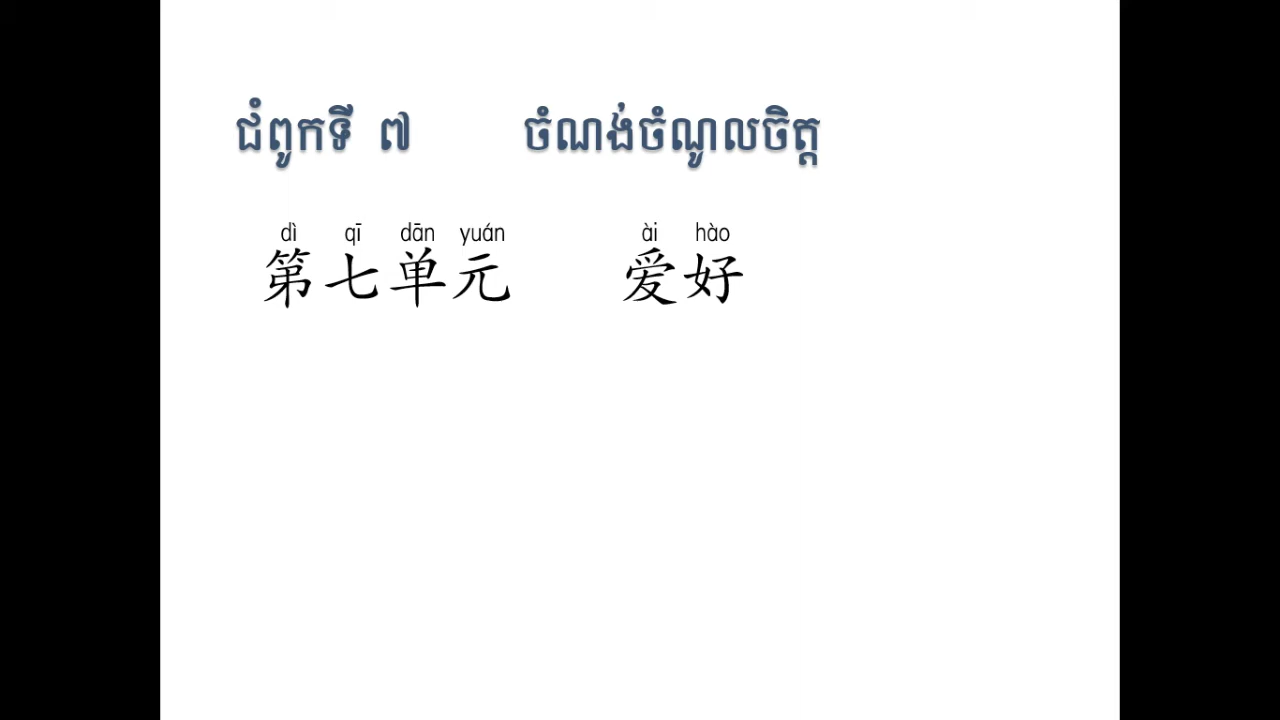 ជំពូកទី ៧ ចំណង់ចំណូលចិត្ត
dì qī dān yuán ài hào
第七单元 爱好